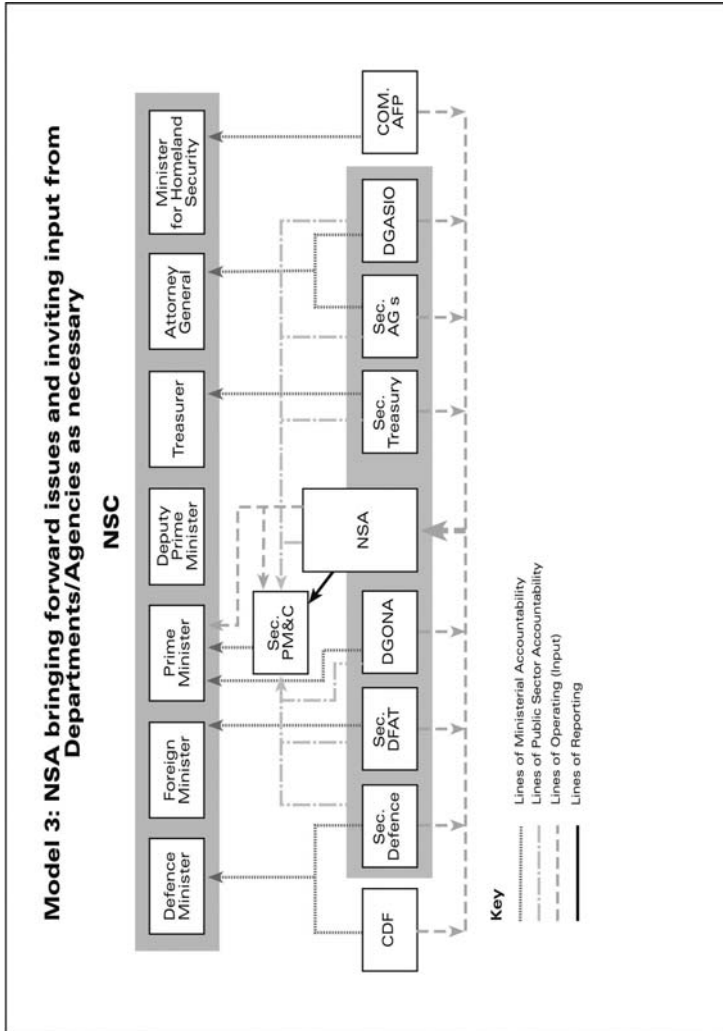 Model 3: NSA bringing forward issues and inviting input from
Departments/Agencies as necessary
NSC
Defence
Minister
Foreign
Minister
Prime
Minister
Deputy
Prime
Minister
Treasurer
Attorney
General
Minister
for Homeland
Security
Sec.
PM&C
CDF
Sec.
Defence
Sec.
DFAT
DGONA
NSA
Sec.
Treasury
Sec.
AG s
DGASIO
COM.
AFP
Key
Lines of Ministerial Accountability
Lines of Public Sector Accountability
Lines of Operating (Input)
Lines of Reporting